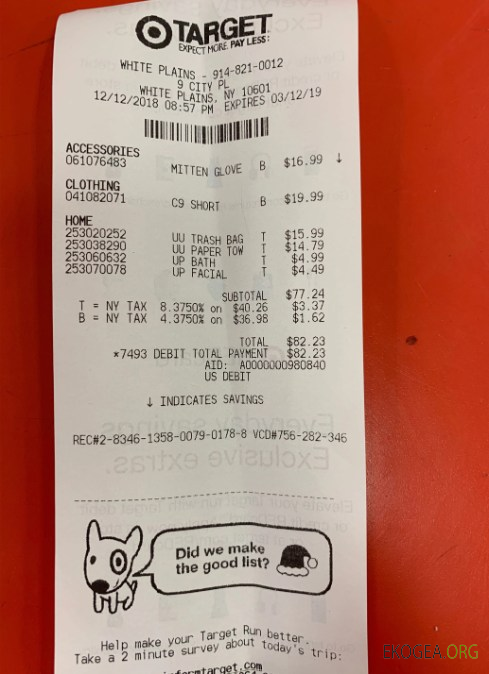 TARGET
EXPECT MORE. PAY LESS.
WHITE PLAINS - 914-821-0012
9 CITY PL
WHITE PLAINS, NY 10601
12/12/2018 08:57 PM EXPIRES 03/12/19
ACCESSORIES
061076483 MITTEN GLOVE B $16.99 ↓
CLOTHING
041082071 C9 SHORT B $19.99
HOME
253020252 UU TRASH BAG T $15.99
253038290 UU PAPER TOW T $14.79
253060632 UP BATH T $4.99
253070078 UP FACIAL T $4.49
SUBTOTAL $77.24
T = NY TAX 8.3750% on $40.26 $3.37
B = NY TAX 4.3750% on $36.98 $1.62
TOTAL $82.23
*7493 DEBIT TOTAL PAYMENT $82.23
AID: A0000000980840
US DEBIT
↓ INDICATES SAVINGS
REC#2-8346-1358-0079-0178-8 VCD#756-282-346
Did we make
the good list?
Help make your Target Run better.
Take a 2 minute survey about today's trip:
informtarget.com
EKOGEA.ORG